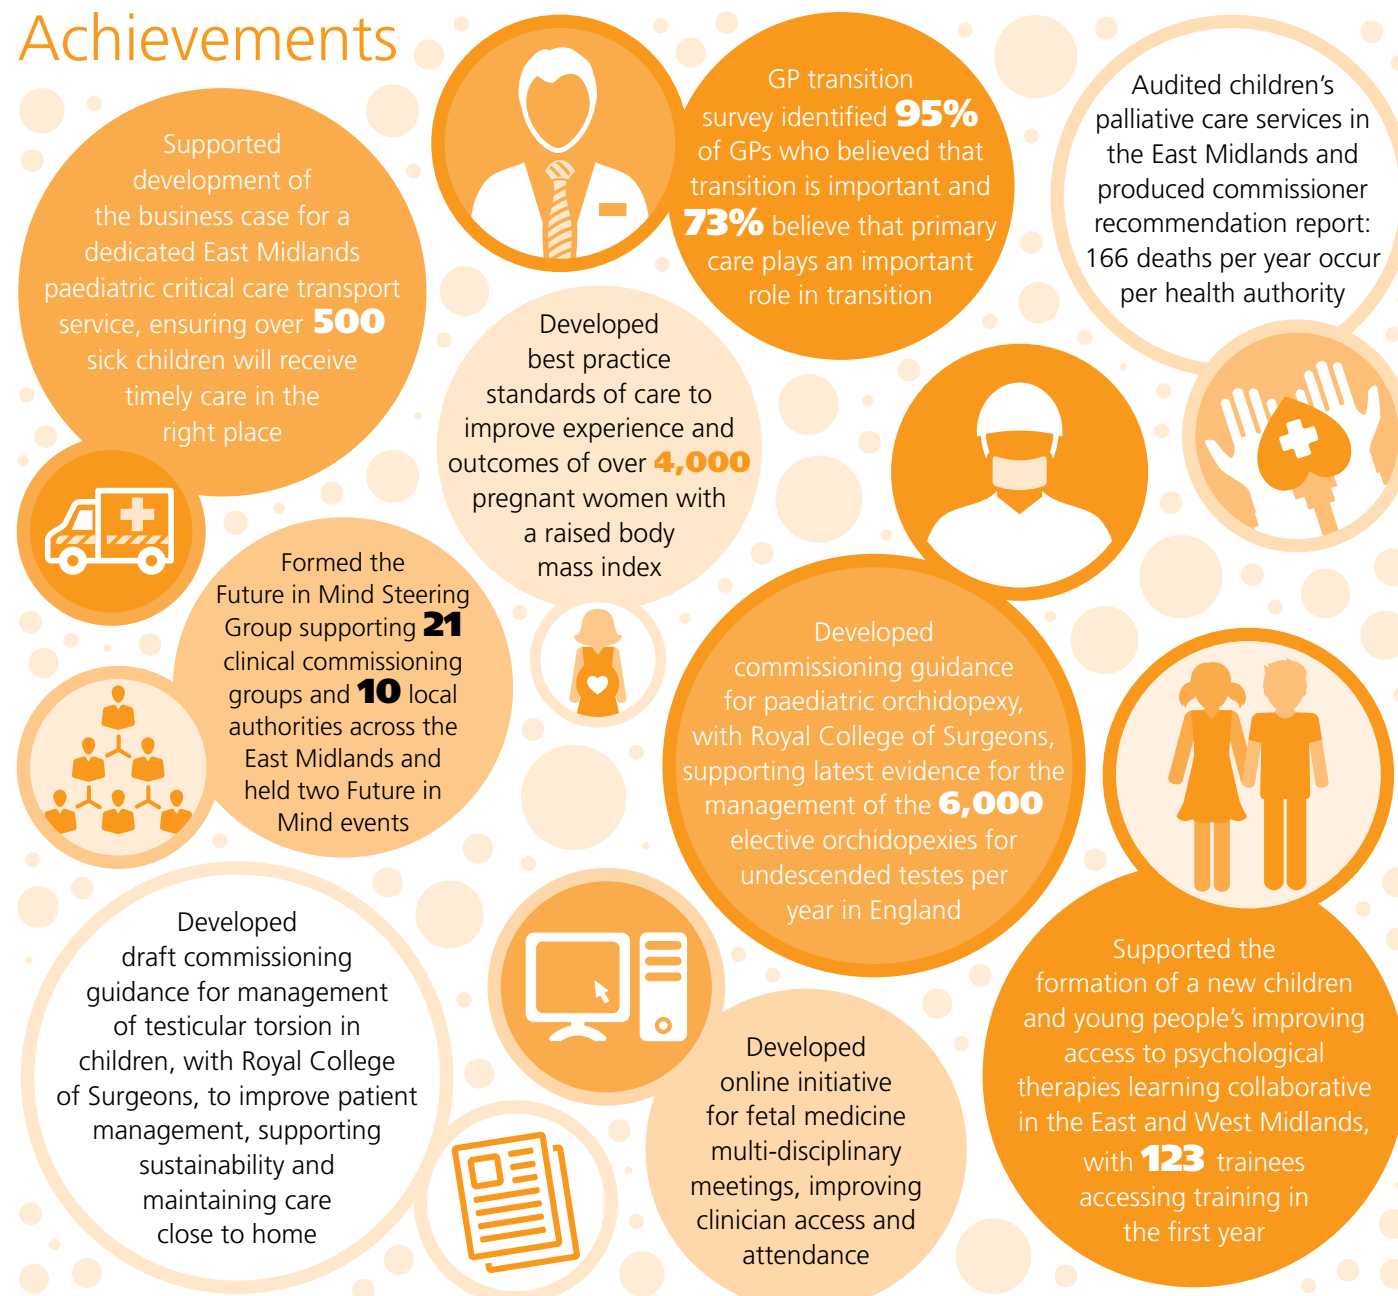 Achievements
Supported
development of
the business case for a
dedicated East Midlands
paediatric critical care transport
service, ensuring over 500
sick children will receive
timely care in the
right place
GP transition
survey identified 95%
of GPs who believed that
transition is important and
73% believe that primary
care plays an important
role in transition
Audited children’s
palliative care services in
the East Midlands and
produced commissioner
recommendation report:
166 deaths per year occur
per health authority
Developed
best practice
standards of care to
improve experience and
outcomes of over 4,000
pregnant women with
a raised body
mass index
Formed the
Future in Mind Steering
Group supporting 21
clinical commissioning
groups and 10 local
authorities across the
East Midlands and
held two Future in
Mind events
Developed
commissioning guidance
for paediatric orchidopexy,
with Royal College of Surgeons,
supporting latest evidence for the
management of the 6,000
elective orchidopexies for
undescended testes per
year in England
Developed
draft commissioning
guidance for management
of testicular torsion in
children, with Royal College
of Surgeons, to improve patient
management, supporting
sustainability and
maintaining care
close to home
Developed
online initiative
for fetal medicine
multi-disciplinary
meetings, improving
clinician access and
attendance
Supported the
formation of a new children
and young people’s improving
access to psychological
therapies learning collaborative
in the East and West Midlands,
with 123 trainees
accessing training in
the first year